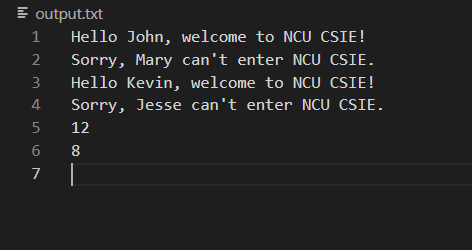 output.txt
1 Hello John, welcome to NCU CSIE!
2 Sorry, Mary can't enter NCU CSIE.
3 Hello Kevin, welcome to NCU CSIE!
4 Sorry, Jesse can't enter NCU CSIE.
5 12
6 8
7